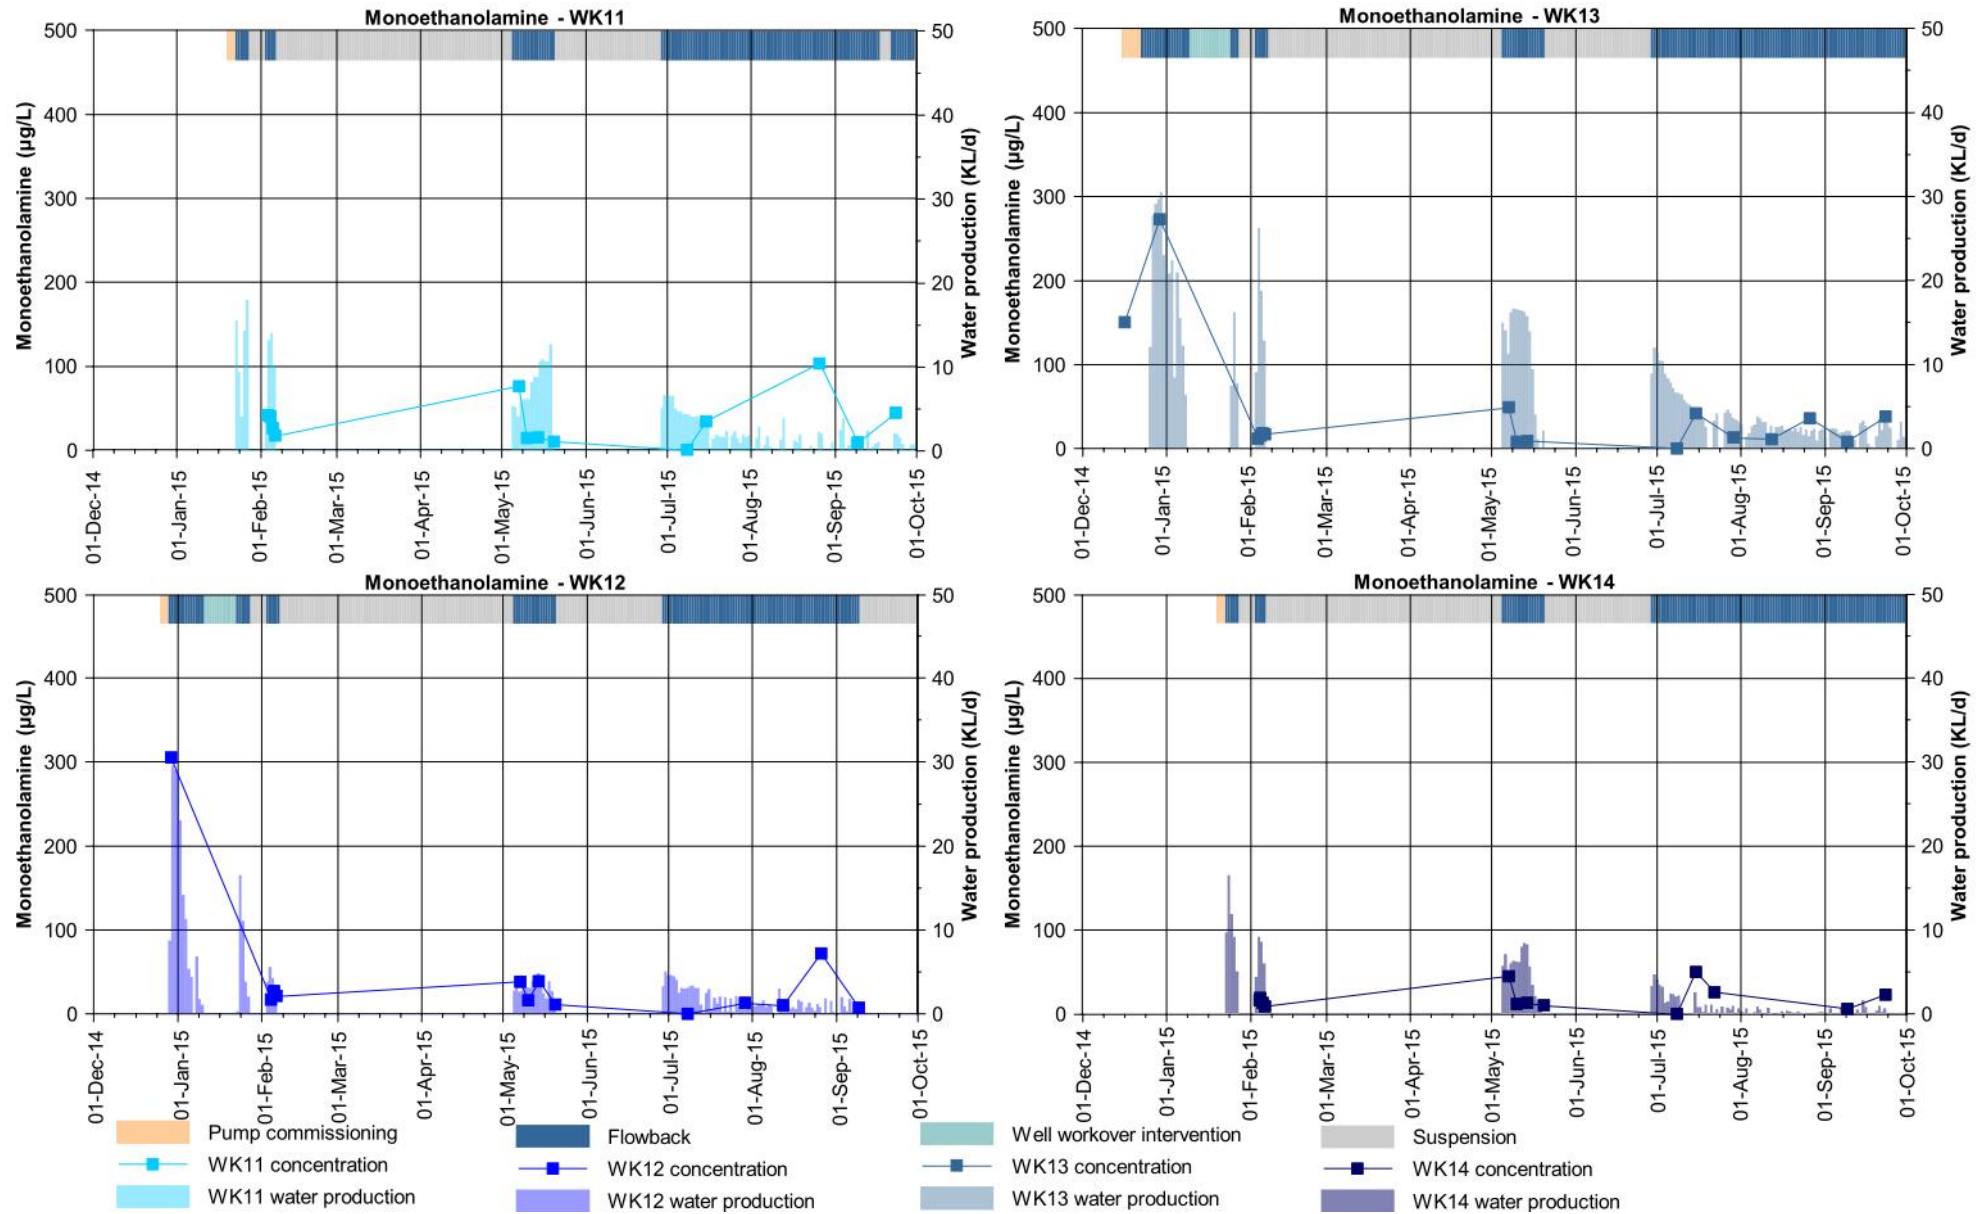 Monoethanolamine - WK11
500
400
300
200
100
0
Monoethanolamine (µg/L)
50
40
30
20
10
0
Water production (KL/d)
01-Dec-14
01-Jan-15
01-Feb-15
01-Mar-15
01-Apr-15
01-May-15
01-Jun-15
01-Jul-15
01-Aug-15
01-Sep-15
01-Oct-15
Monoethanolamine - WK13
500
400
300
200
100
0
Monoethanolamine (µg/L)
50
40
30
20
10
0
Water production (KL/d)
01-Dec-14
01-Jan-15
01-Feb-15
01-Mar-15
01-Apr-15
01-May-15
01-Jun-15
01-Jul-15
01-Aug-15
01-Sep-15
01-Oct-15
Monoethanolamine - WK12
500
400
300
200
100
0
Monoethanolamine (µg/L)
50
40
30
20
10
0
Water production (KL/d)
01-Dec-14
01-Jan-15
01-Feb-15
01-Mar-15
01-Apr-15
01-May-15
01-Jun-15
01-Jul-15
01-Aug-15
01-Sep-15
01-Oct-15
Monoethanolamine - WK14
500
400
300
200
100
0
Monoethanolamine (µg/L)
50
40
30
20
10
0
Water production (KL/d)
01-Dec-14
01-Jan-15
01-Feb-15
01-Mar-15
01-Apr-15
01-May-15
01-Jun-15
01-Jul-15
01-Aug-15
01-Sep-15
01-Oct-15
Pump commissioning
Flowback
Well workover intervention
Suspension
WK11 concentration
WK12 concentration
WK13 concentration
WK14 concentration
WK11 water production
WK12 water production
WK13 water production
WK14 water production